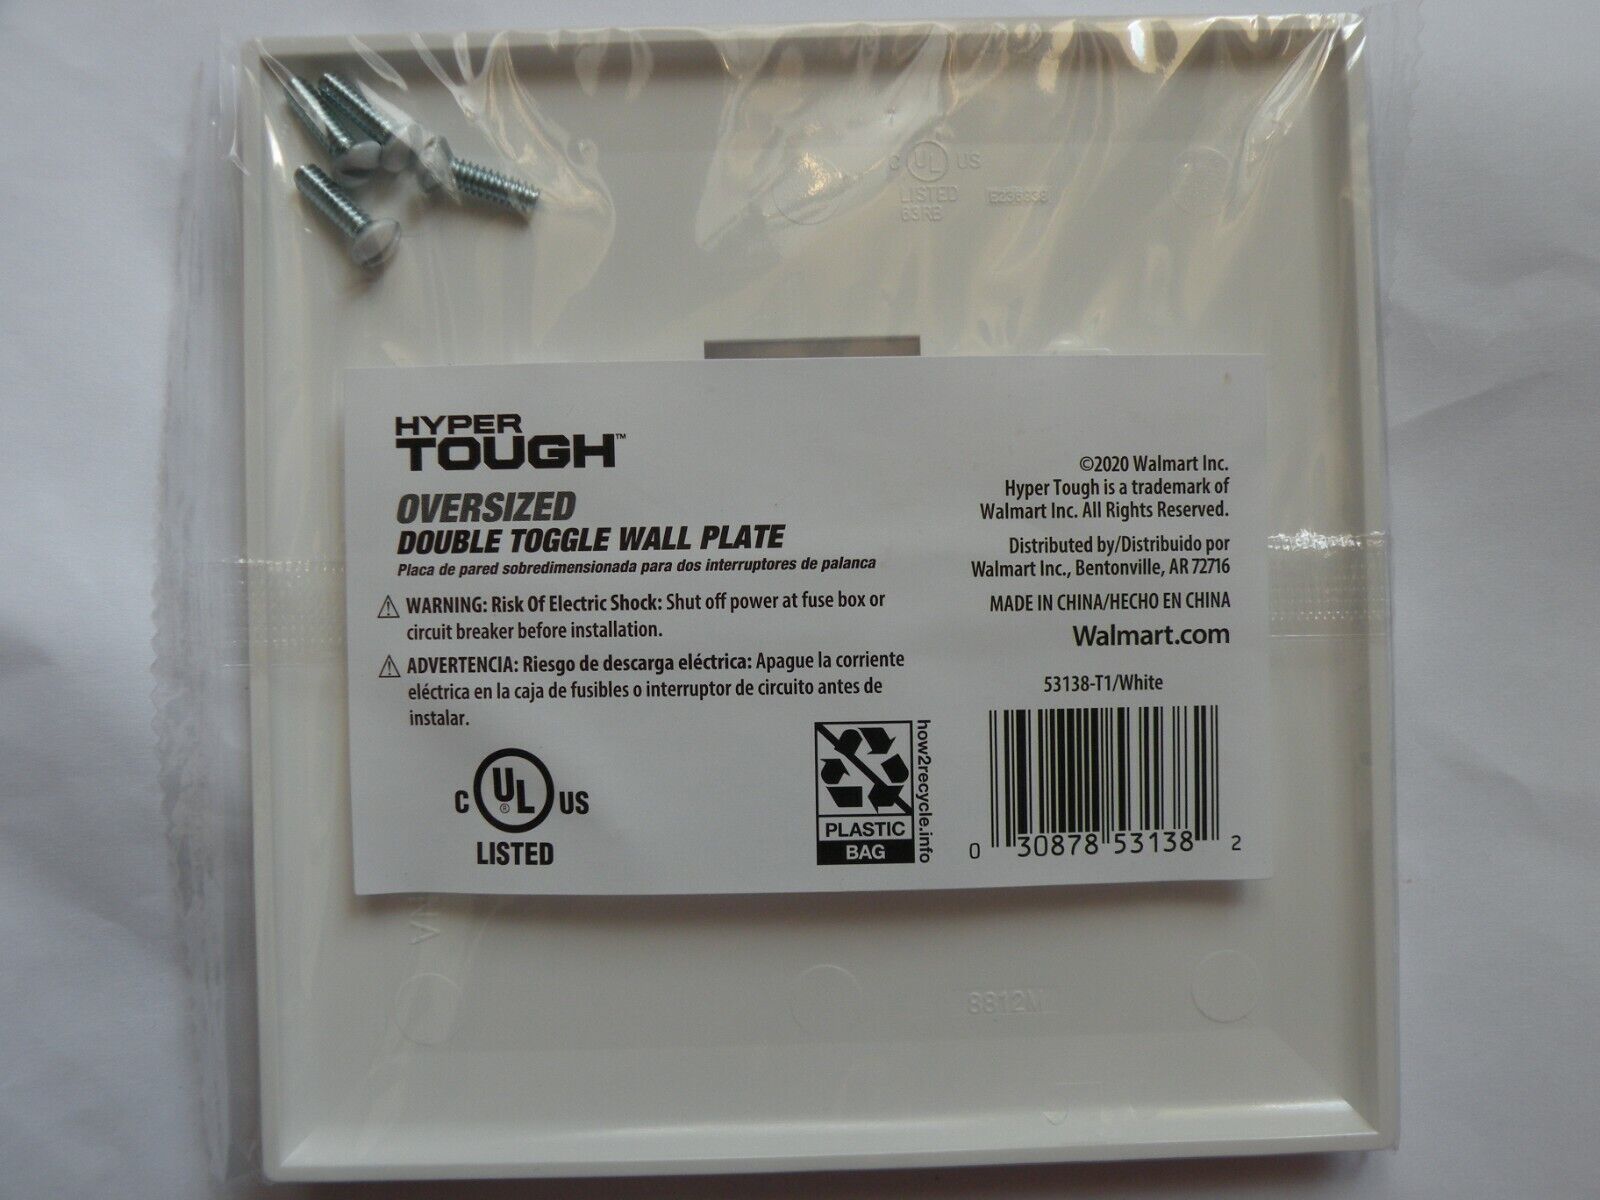 C UL US
LISTED
63RB
HYPER
TOUGH™
OVERSIZED
DOUBLE TOGGLE WALL PLATE
Placa de pared sobredimensionada para dos interruptores de palanca
⚠ WARNING: Risk Of Electric Shock: Shut off power at fuse box or
circuit breaker before installation.
⚠ ADVERTENCIA: Riesgo de descarga eléctrica: Apague la corriente
eléctrica en la caja de fusibles o interruptor de circuito antes de
instalar.
C UL® US
LISTED
©2020 Walmart Inc.
Hyper Tough is a trademark of
Walmart Inc. All Rights Reserved.
Distributed by/Distribuido por
Walmart Inc., Bentonville, AR 72716
MADE IN CHINA/HECHO EN CHINA
Walmart.com
53138-T1/White
how2recycle.info
PLASTIC
BAG
0 30878 53138 2
8812M